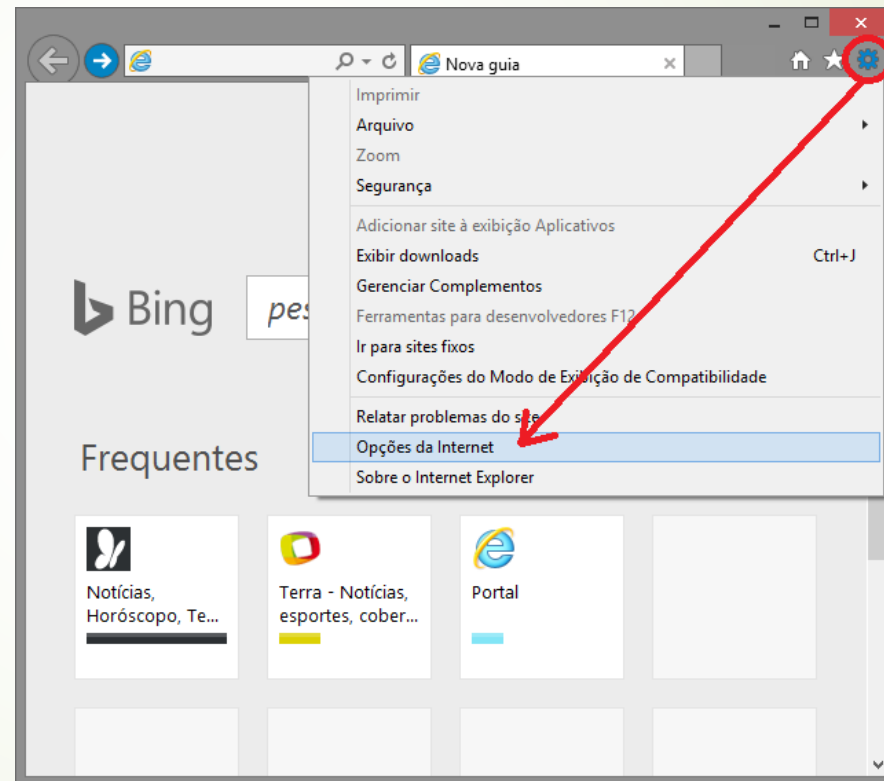 Nova guia
Imprimir
Arquivo
Zoom
Segurança
Adicionar site à exibição Aplicativos
Exibir downloads Ctrl+J
Gerenciar Complementos
Ferramentas para desenvolvedores F12
Ir para sites fixos
Configurações do Modo de Exibição de Compatibilidade
Relatar problemas do site
Opções da Internet
Sobre o Internet Explorer
Bing
pes
Frequentes
Notícias,
Horóscopo, Te...
Terra - Notícias,
esportes, cober...
Portal